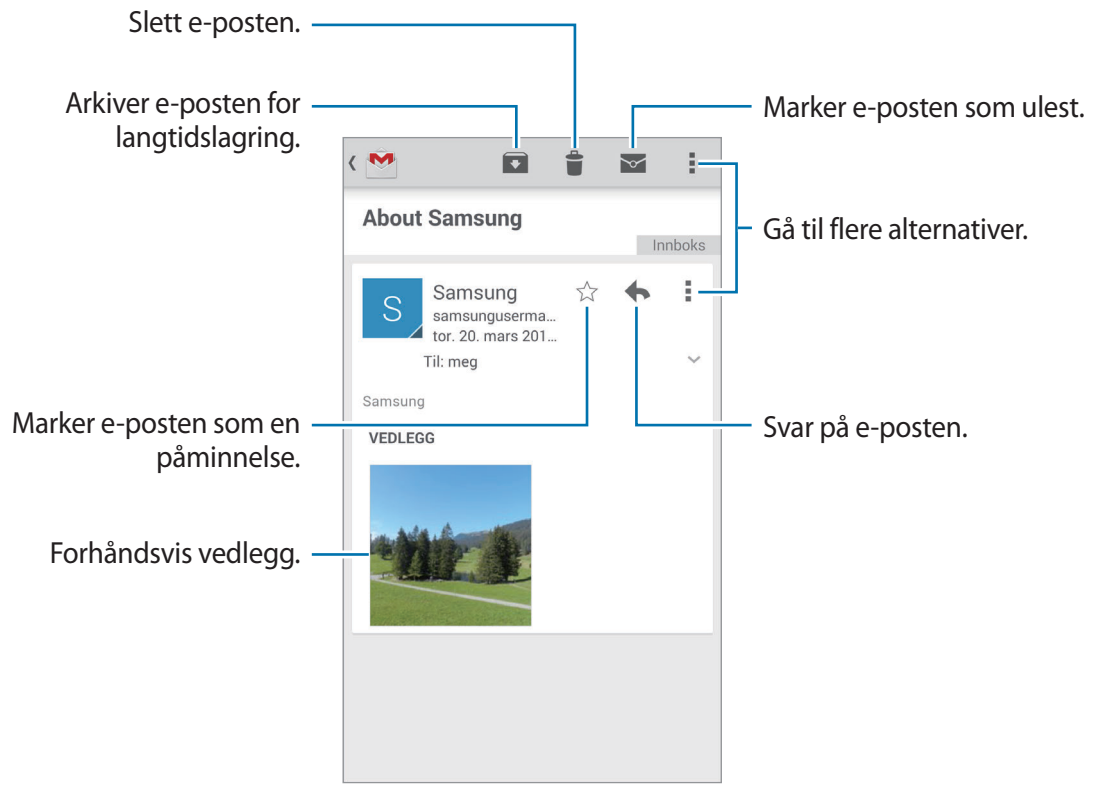 Slett e-posten.
Arkiver e-posten for
langtidslagring.
Marker e-posten som ulest.
About Samsung
Gå til flere alternativer.
Innboks
S
Samsung
samsunguserma...
tor. 20. mars 201...
Til: meg
Samsung
Marker e-posten som en
påminnelse.
Svar på e-posten.
VEDLEGG
Forhåndsvis vedlegg.